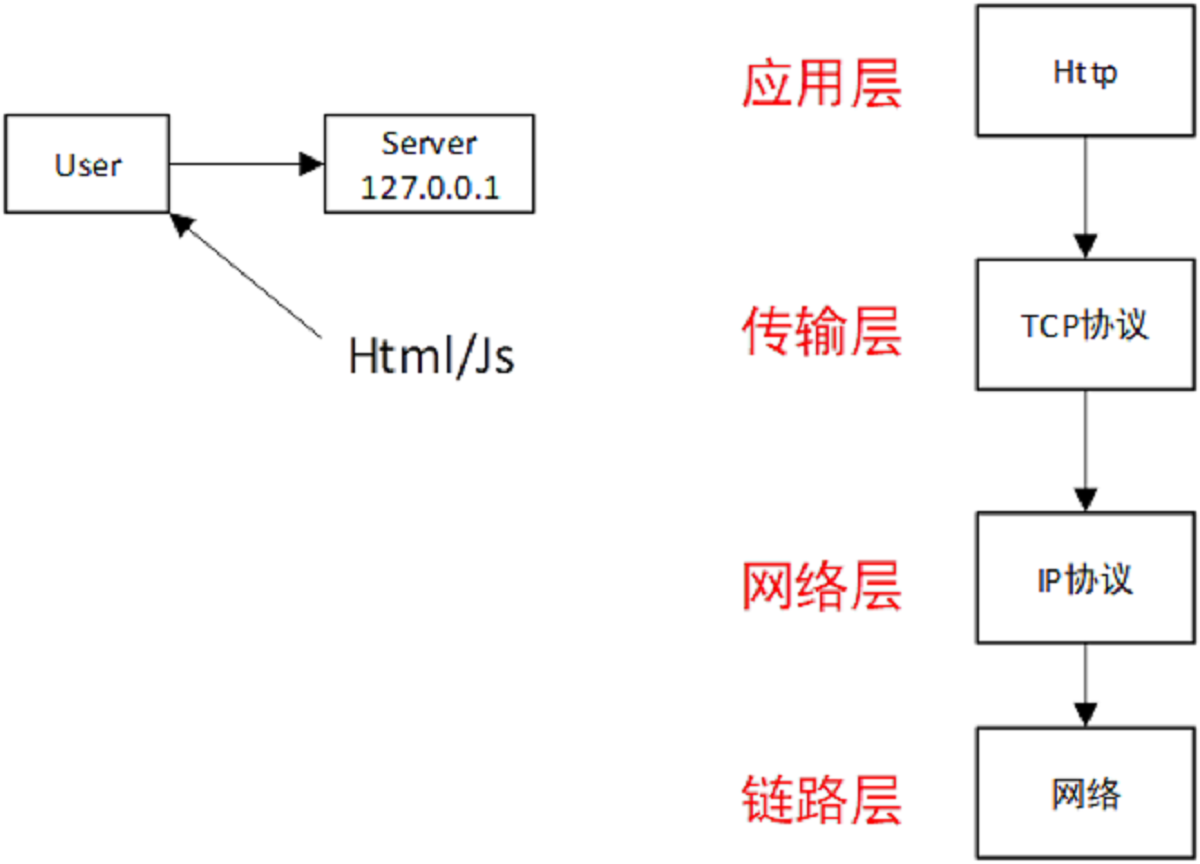 User
Server
127.0.0.1
Html/Js
应用层
Http
传输层
TCP协议
网络层
IP协议
链路层
网络